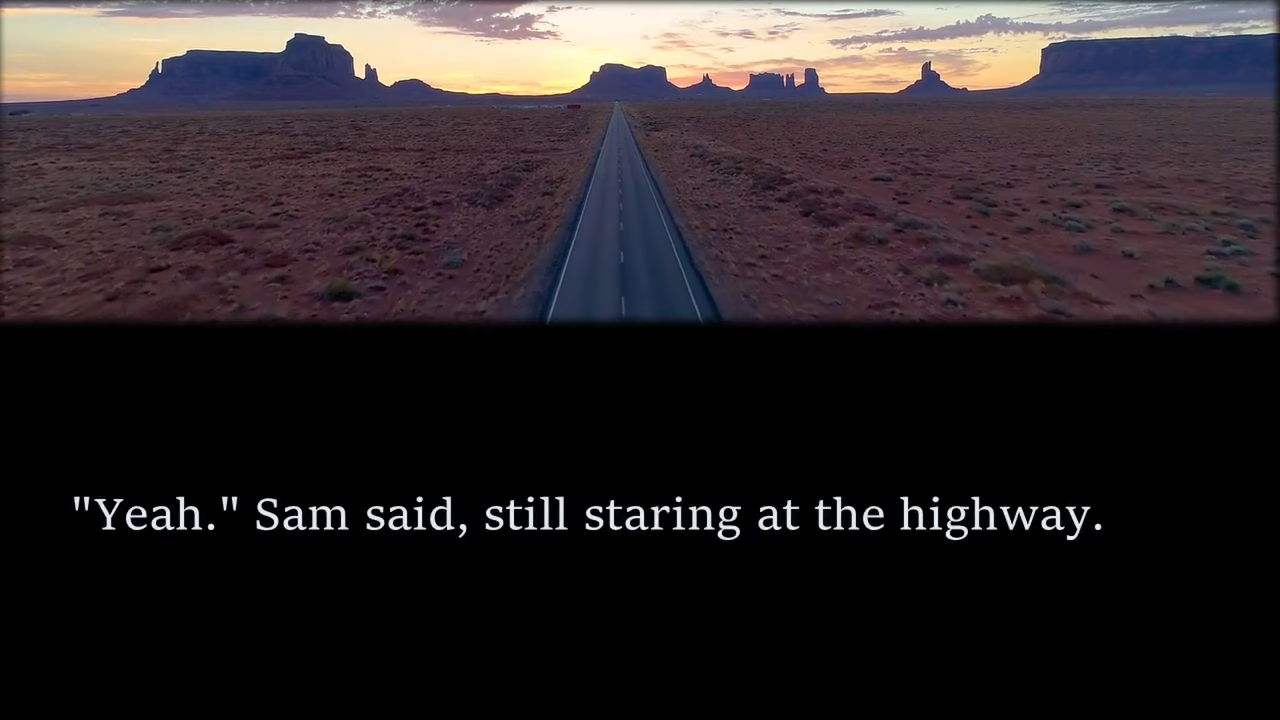 "Yeah." Sam said, still staring at the highway.